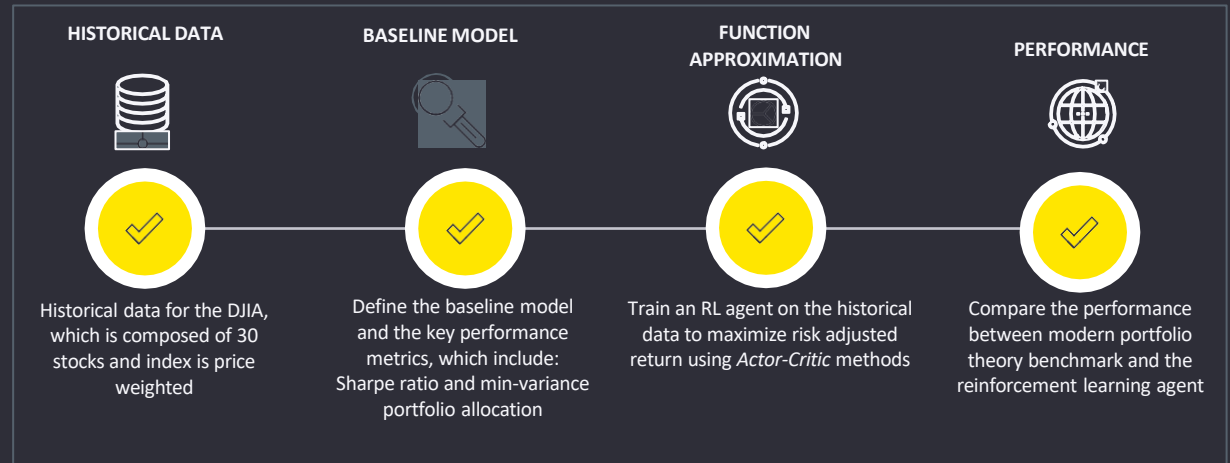 HISTORICAL DATA
Historical data for the DJIA,
which is composed of 30
stocks and index is price
weighted
BASELINE MODEL
Define the baseline model
and the key performance
metrics, which include:
Sharpe ratio and min-variance
portfolio allocation
FUNCTION
APPROXIMATION
Train an RL agent on the historical
data to maximize risk adjusted
return using Actor-Critic methods
PERFORMANCE
Compare the performance
between modern portfolio
theory benchmark and the
reinforcement learning agent